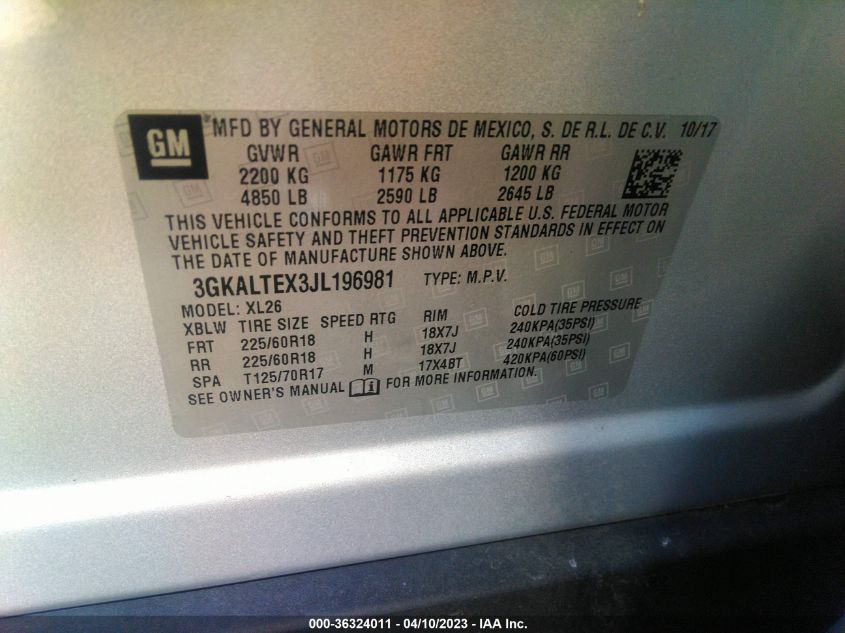 GM
MFD BY GENERAL MOTORS DE MEXICO, S. DE R.L. DE C.V. 10/17
GVWR GAWR FRT GAWR RR
2200 KG 1175 KG 1200 KG
4850 LB 2590 LB 2645 LB
THIS VEHICLE CONFORMS TO ALL APPLICABLE U.S. FEDERAL MOTOR
VEHICLE SAFETY AND THEFT PREVENTION STANDARDS IN EFFECT ON
THE DATE OF MANUFACTURE SHOWN ABOVE.
3GKALTEX3JL196981 TYPE: M.P.V.
MODEL: XL26
XBLW TIRE SIZE SPEED RTG RIM COLD TIRE PRESSURE
FRT 225/60R18 H 18X7J 240KPA(35PSI)
RR 225/60R18 H 18X7J 240KPA(35PSI)
SPA T125/70R17 M 17X4BT 420KPA(60PSI)
SEE OWNER'S MANUAL FOR MORE INFORMATION.
000-36324011 - 04/10/2023 - IAA Inc.